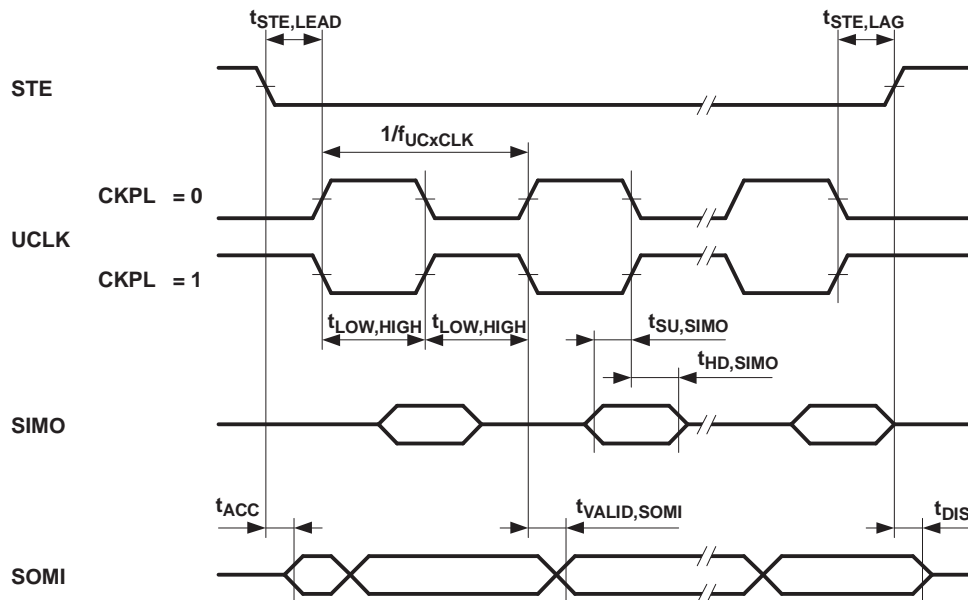 tSTE,LEAD
tSTE,LAG
STE
1/fUCxCLK
CKPL = 0
UCLK
CKPL = 1
tLOW,HIGH tLOW,HIGH
tSU,SIMO
tHD,SIMO
SIMO
tACC
tVALID,SOMI
tDIS
SOMI